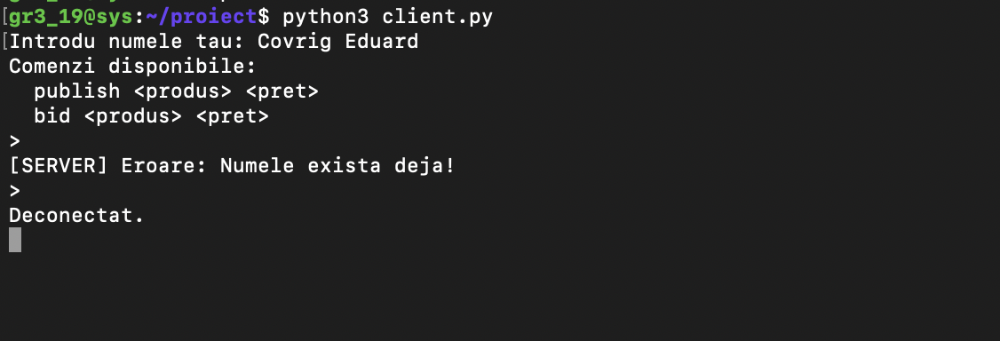 gr3_19@sys:~/proiect$ python3 client.py
[Introdu numele tau: Covrig Eduard
Comenzi disponibile:
  publish <produs> <pret>
  bid <produs> <pret>
>
[SERVER] Eroare: Numele exista deja!
>
Deconectat.